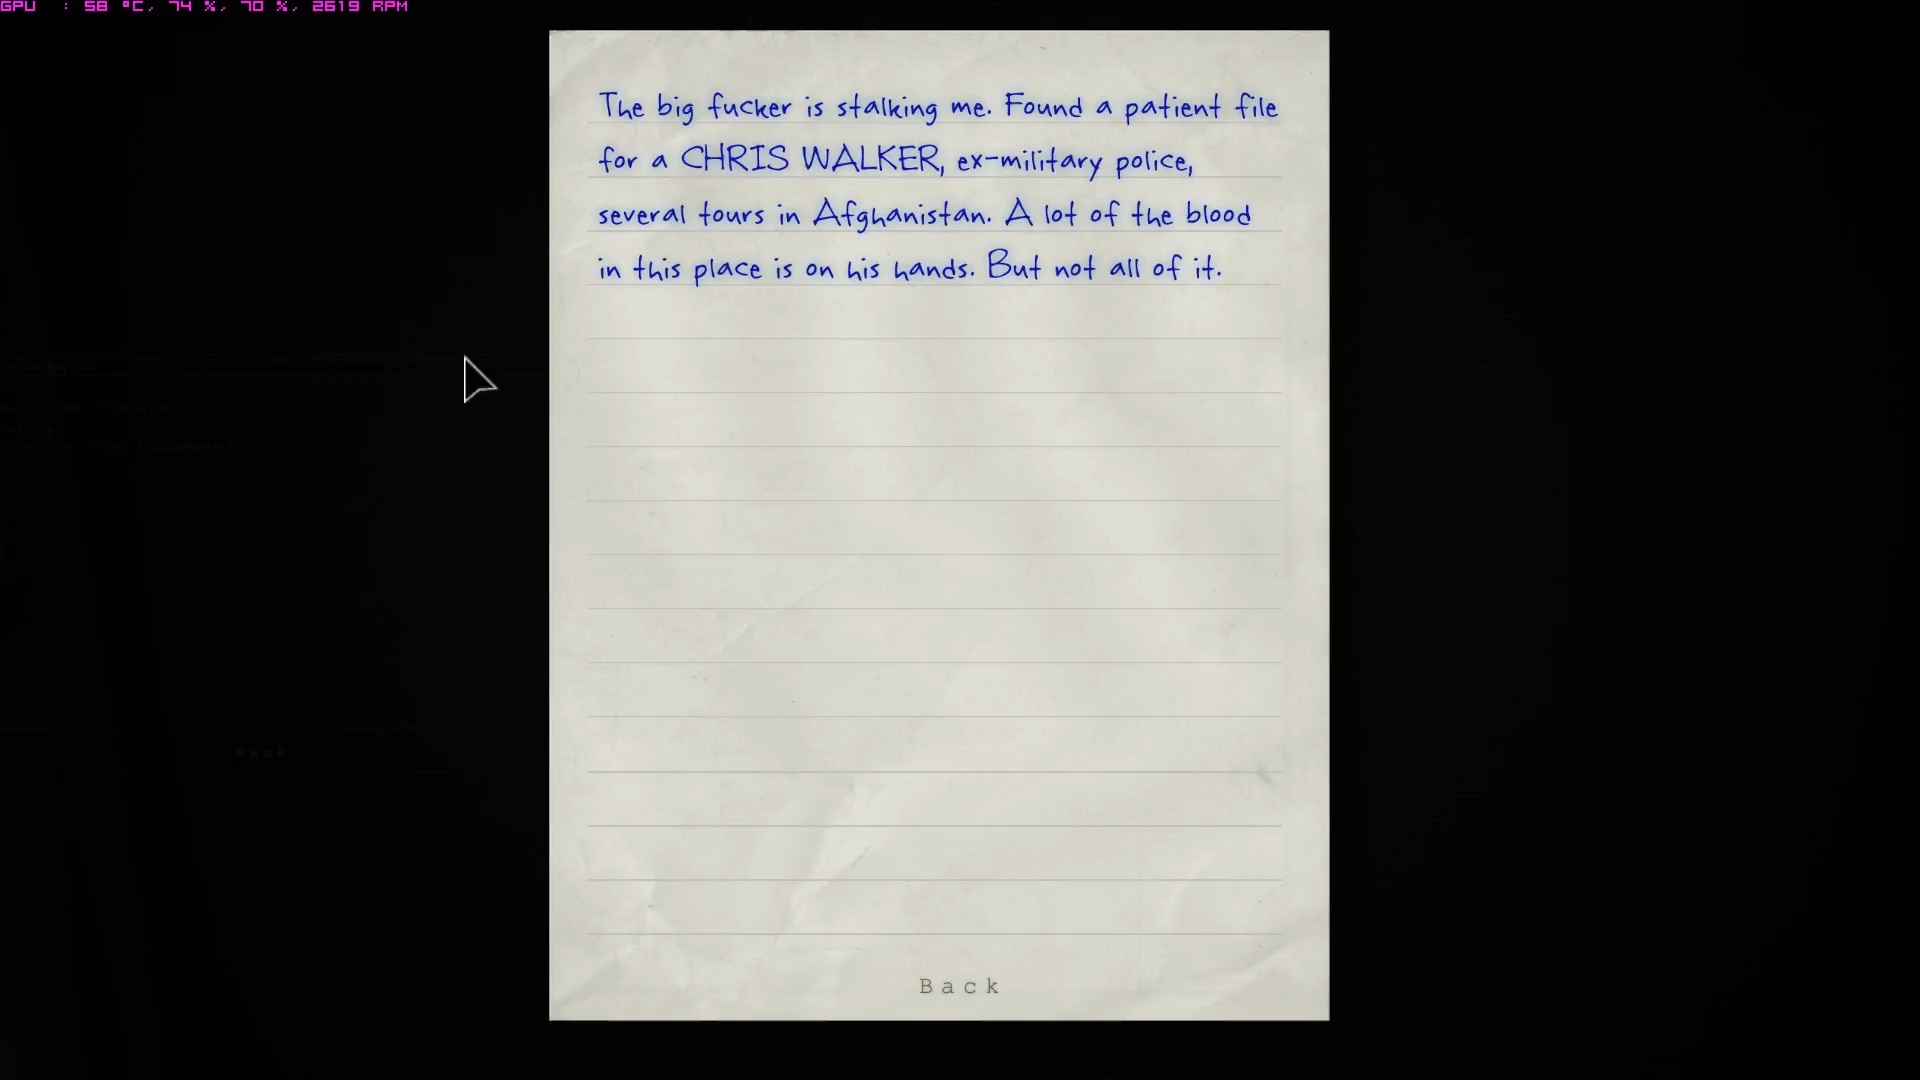 GPU : 58 °C, 74 %, 70 %, 2619 RPM
The big fucker is stalking me. Found a patient file
for a CHRIS WALKER, ex-military police,
several tours in Afghanistan. A lot of the blood
in this place is on his hands. But not all of it.
Back
Back